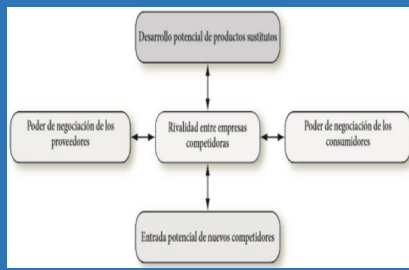 Desarrollo potencial de productos sustitutos
Poder de negociación de los
proveedores
Rivalidad entre empresas
competidoras
Poder de negociación de los
consumidores
Entrada potencial de nuevos competidores